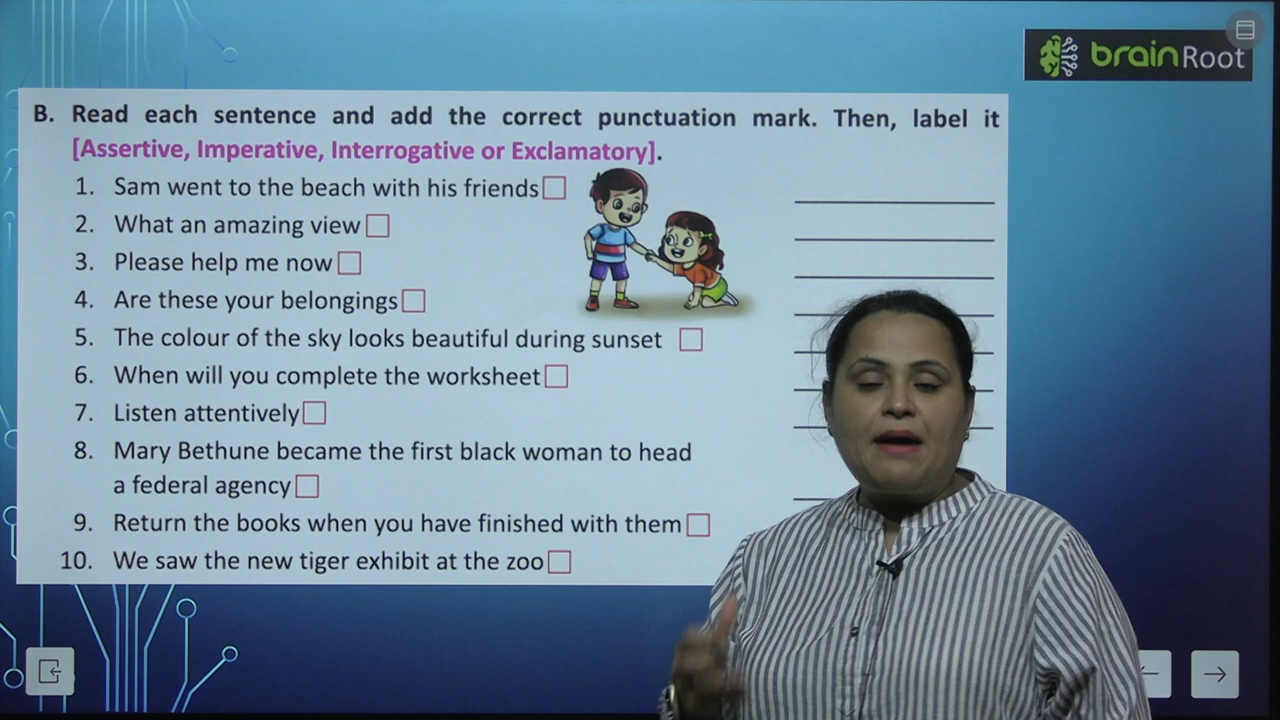 brainRoot
B. Read each sentence and add the correct punctuation mark. Then, label it
[Assertive, Imperative, Interrogative or Exclamatory].
1. Sam went to the beach with his friends
2. What an amazing view
3. Please help me now
4. Are these your belongings
5. The colour of the sky looks beautiful during sunset
6. When will you complete the worksheet
7. Listen attentively
8. Mary Bethune became the first black woman to head
a federal agency
9. Return the books when you have finished with them
10. We saw the new tiger exhibit at the zoo